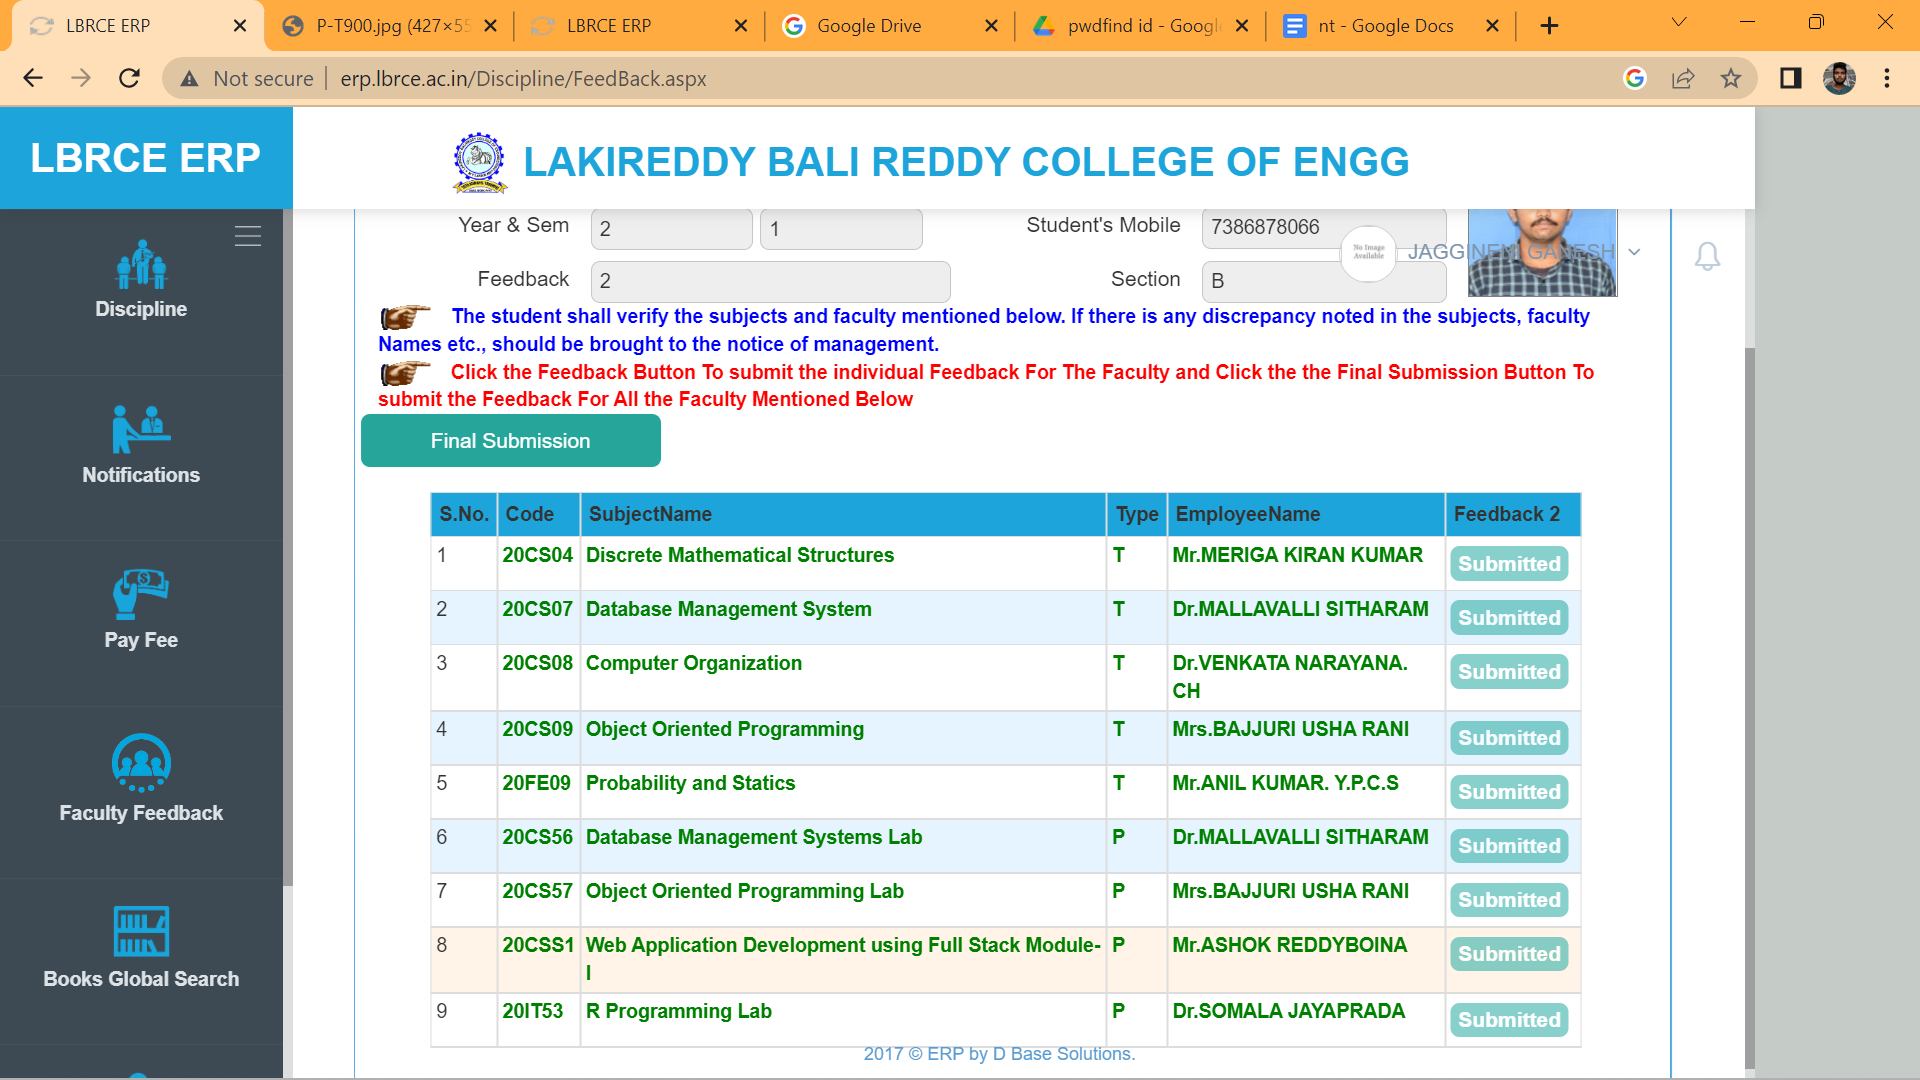 LBRCE ERP
P-T900.jpg (427×55
LBRCE ERP
Google Drive
pwdfind id - Googl
nt - Google Docs
Not secure
erp.lbrce.ac.in/Discipline/FeedBack.aspx
LBRCE ERP
LAKIREDDY BALI REDDY COLLEGE OF ENGG
Discipline
Notifications
Pay Fee
Faculty Feedback
Books Global Search
Year & Sem 2 1 Student's Mobile 7386878066
No Image Available JAGGINENI GANESH
Feedback 2 Section B
The student shall verify the subjects and faculty mentioned below. If there is any discrepancy noted in the subjects, faculty
Names etc., should be brought to the notice of management.
Click the Feedback Button To submit the individual Feedback For The Faculty and Click the the Final Submission Button To
submit the Feedback For All the Faculty Mentioned Below
Final Submission
S.No. Code SubjectName Type EmployeeName Feedback 2
1 20CS04 Discrete Mathematical Structures T Mr.MERIGA KIRAN KUMAR Submitted
2 20CS07 Database Management System T Dr.MALLAVALLI SITHARAM Submitted
3 20CS08 Computer Organization T Dr.VENKATA NARAYANA. Submitted
CH
4 20CS09 Object Oriented Programming T Mrs.BAJJURI USHA RANI Submitted
5 20FE09 Probability and Statics T Mr.ANIL KUMAR. Y.P.C.S Submitted
6 20CS56 Database Management Systems Lab P Dr.MALLAVALLI SITHARAM Submitted
7 20CS57 Object Oriented Programming Lab P Mrs.BAJJURI USHA RANI Submitted
8 20CSS1 Web Application Development using Full Stack Module- P Mr.ASHOK REDDYBOINA Submitted
I
9 20IT53 R Programming Lab P Dr.SOMALA JAYAPRADA Submitted
2017 © ERP by D Base Solutions.